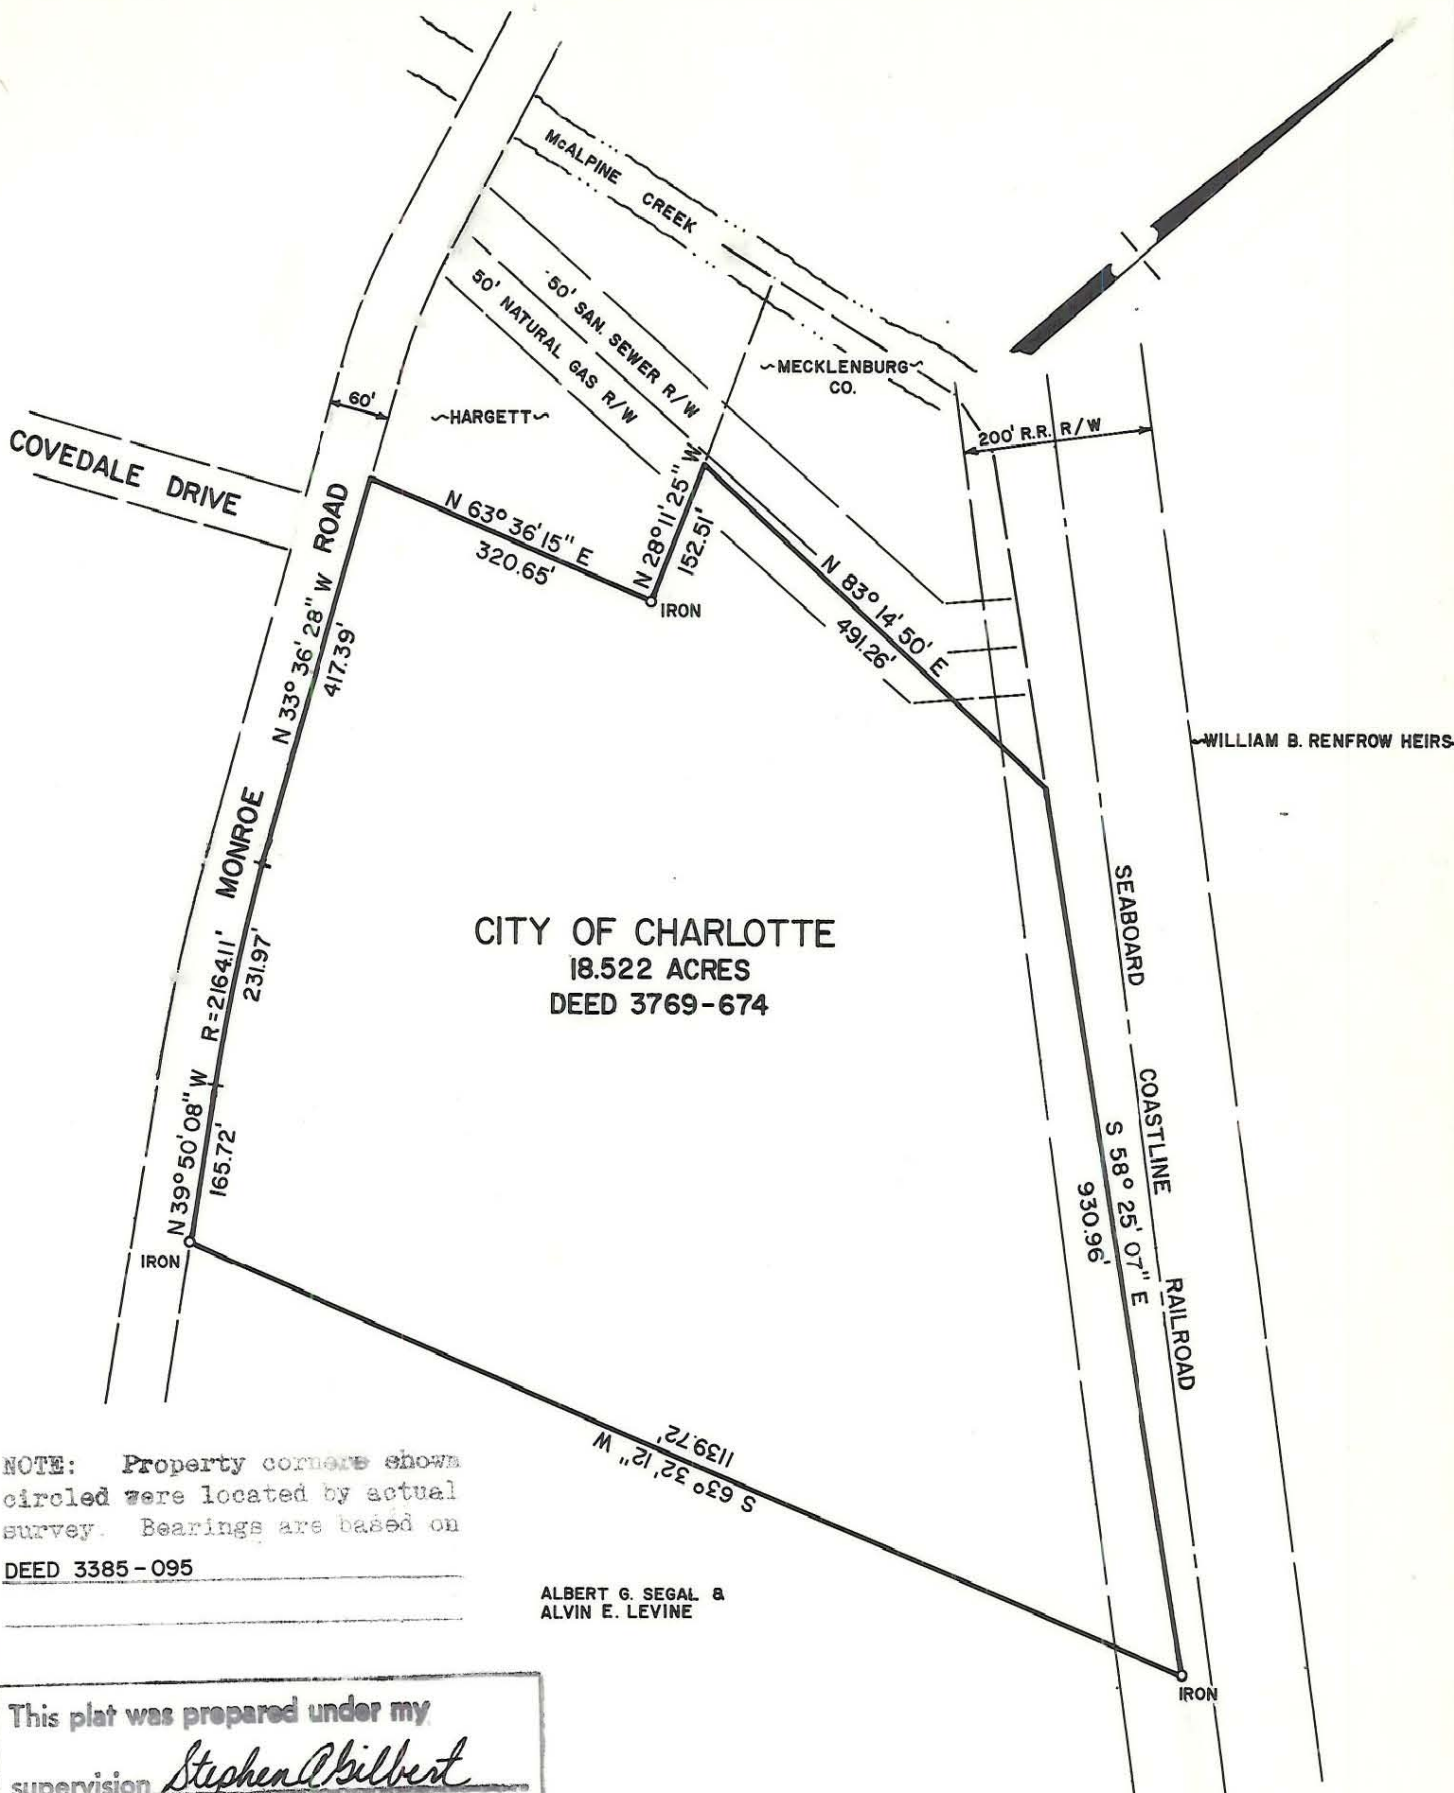 McALPINE CREEK
50' SAN. SEWER R/W
50' NATURAL GAS R/W
~MECKLENBURG~
CO.
60'
~HARGETT~
200' R.R. R/W
COVEDALE DRIVE
N 63° 36' 15" E
320.65'
N 28° 11' 25" W
152.51'
IRON
N 83° 14' 50' E
491.26'
N 33° 36' 28" W
417.39'
MONROE ROAD
WILLIAM B. RENFROW HEIRS
R=2164.11'
231.97'
CITY OF CHARLOTTE
18.522 ACRES
DEED 3769-674
SEABOARD COASTLINE RAILROAD
N 39° 50' 08" W
165.72'
S 58° 25' 07" E
930.96'
IRON
1139.72'
S 63° 32' 12" W
NOTE: Property corners shown
circled were located by actual
survey. Bearings are based on
DEED 3385-095
ALBERT G. SEGAL &
ALVIN E. LEVINE
IRON
This plat was prepared under my
supervision Stephen A Gilbert